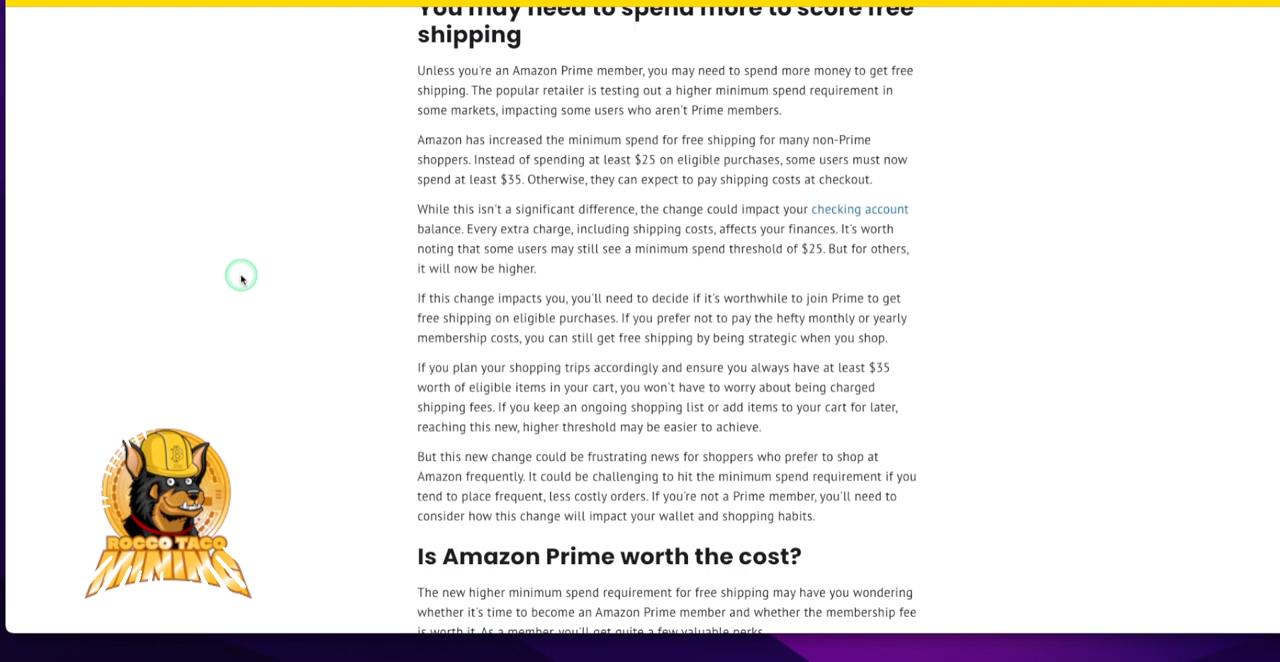 You may need to spend more to score free
shipping
Unless you're an Amazon Prime member, you may need to spend more money to get free
shipping. The popular retailer is testing out a higher minimum spend requirement in
some markets, impacting some users who aren't Prime members.
Amazon has increased the minimum spend for free shipping for many non-Prime
shoppers. Instead of spending at least $25 on eligible purchases, some users must now
spend at least $35. Otherwise, they can expect to pay shipping costs at checkout.
While this isn't a significant difference, the change could impact your checking account
balance. Every extra charge, including shipping costs, affects your finances. It's worth
noting that some users may still see a minimum spend threshold of $25. But for others,
it will now be higher.
If this change impacts you, you'll need to decide if it's worthwhile to join Prime to get
free shipping on eligible purchases. If you prefer not to pay the hefty monthly or yearly
membership costs, you can still get free shipping by being strategic when you shop.
If you plan your shopping trips accordingly and ensure you always have at least $35
worth of eligible items in your cart, you won't have to worry about being charged
shipping fees. If you keep an ongoing shopping list or add items to your cart for later,
reaching this new, higher threshold may be easier to achieve.
But this new change could be frustrating news for shoppers who prefer to shop at
Amazon frequently. It could be challenging to hit the minimum spend requirement if you
tend to place frequent, less costly orders. If you're not a Prime member, you'll need to
consider how this change will impact your wallet and shopping habits.
ROCCO TACO
MINING
Is Amazon Prime worth the cost?
The new higher minimum spend requirement for free shipping may have you wondering
whether it's time to become an Amazon Prime member and whether the membership fee
is worth it. As a member you'll get quite a few valuable perks